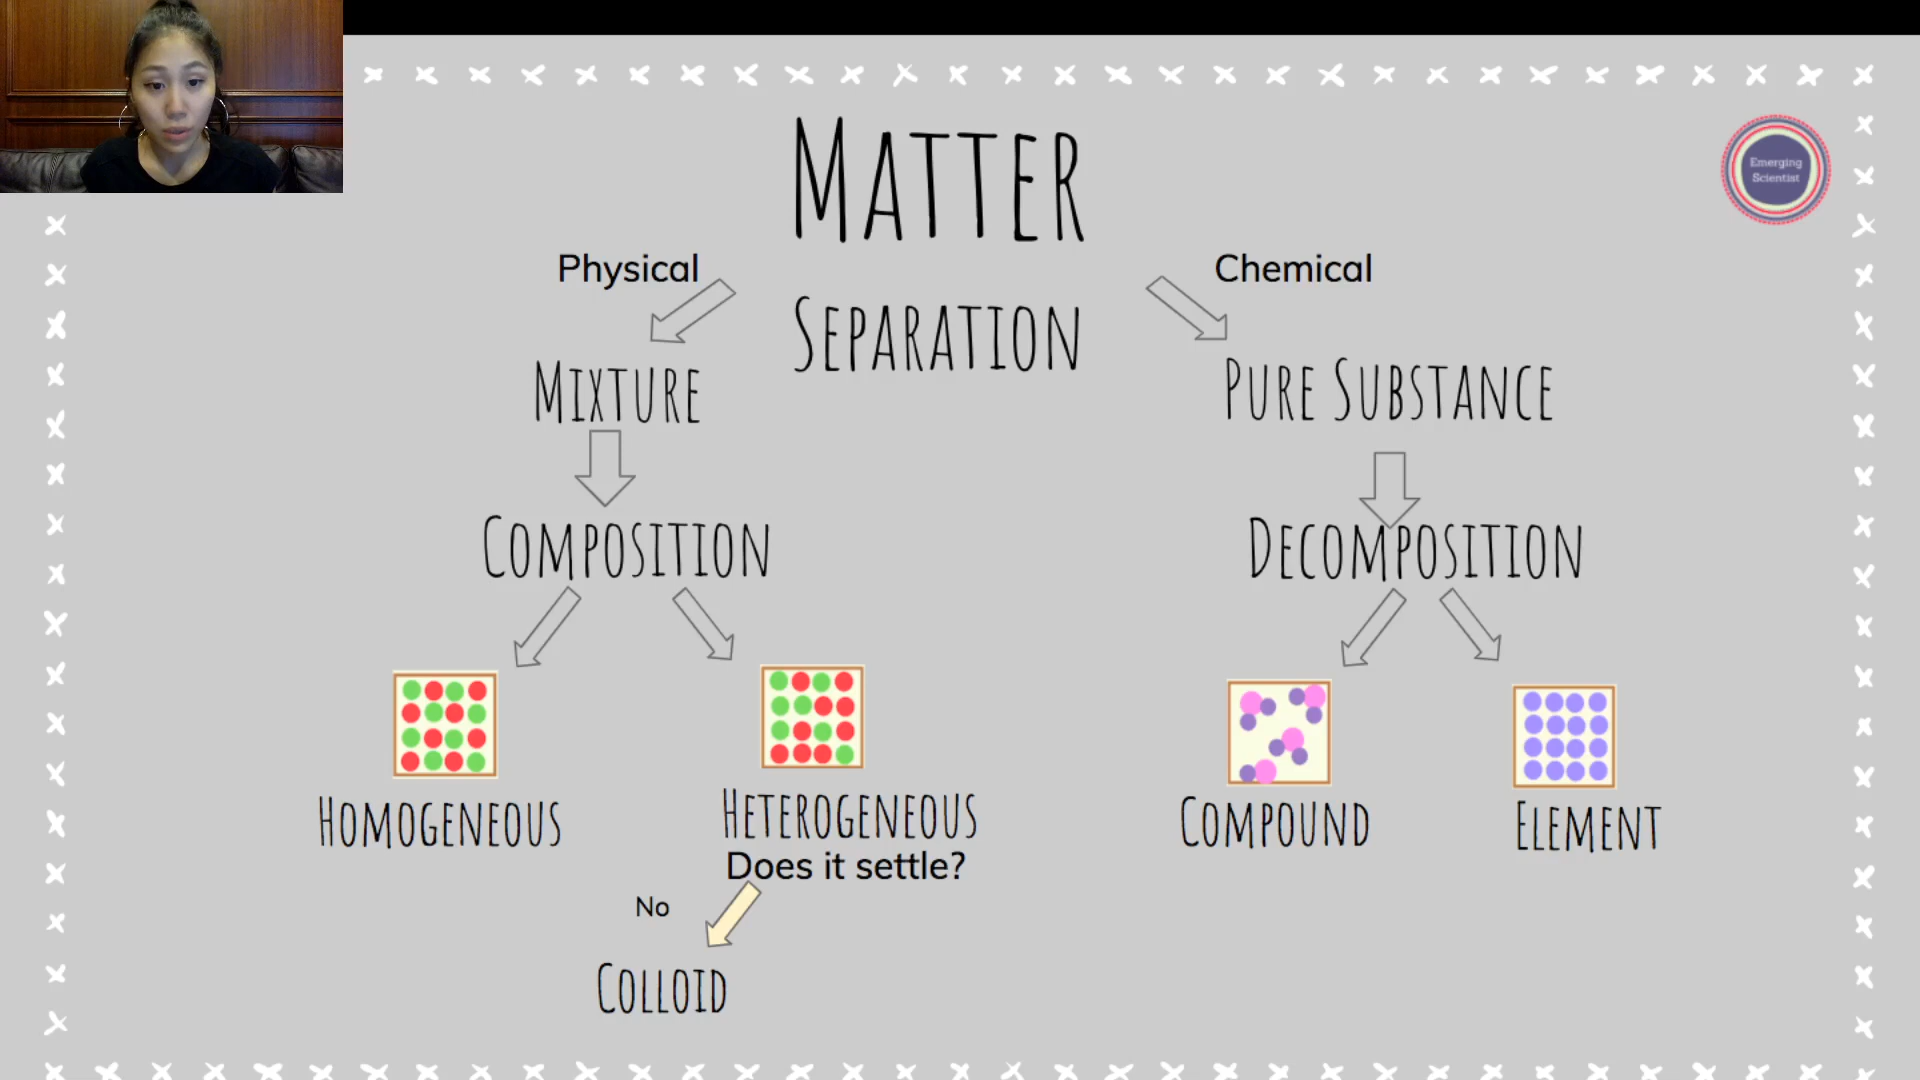 MATTER
Emerging
Scientist
Physical
Chemical
SEPARATION
MIXTURE
PURE SUBSTANCE
COMPOSITION
DECOMPOSITION
HOMOGENEOUS
HETEROGENEOUS
COMPOUND
ELEMENT
Does it settle?
No
COLLOID